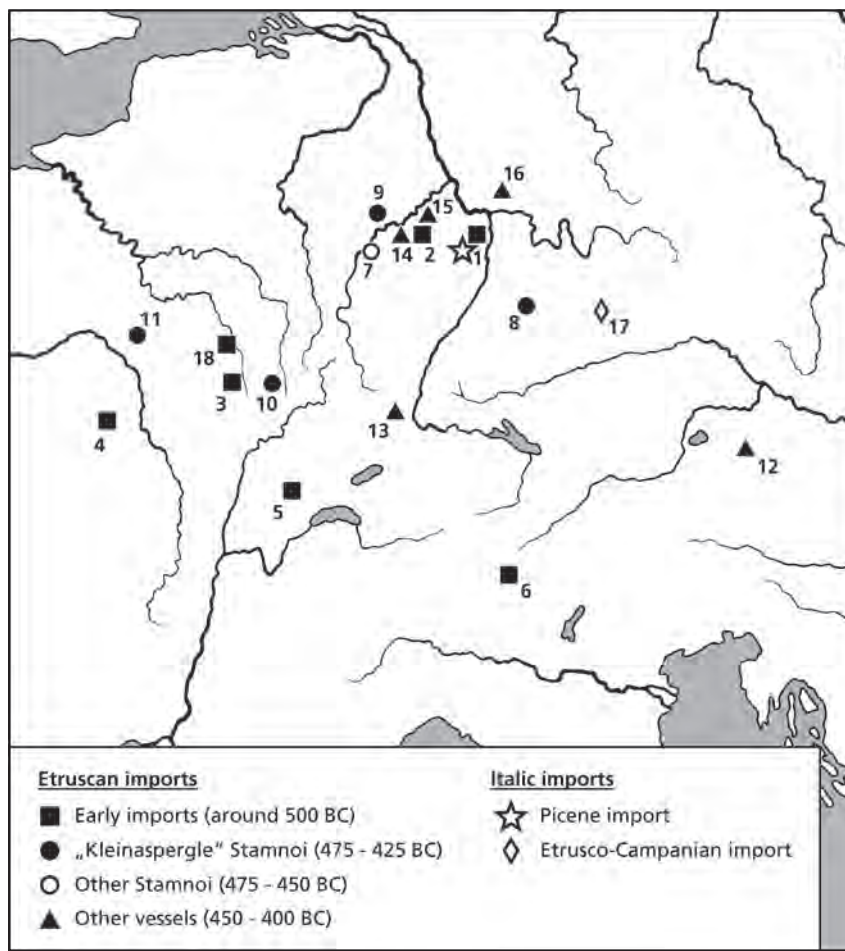 16
9
15
14
2
1
7
8
17
11
18
3
10
4
13
12
5
6
Etruscan imports
Early imports (around 500 BC)
„Kleinaspergle“ Stamnoi (475 - 425 BC)
Other Stamnoi (475 - 450 BC)
Other vessels (450 - 400 BC)
Italic imports
Picene import
Etrusco-Campanian import